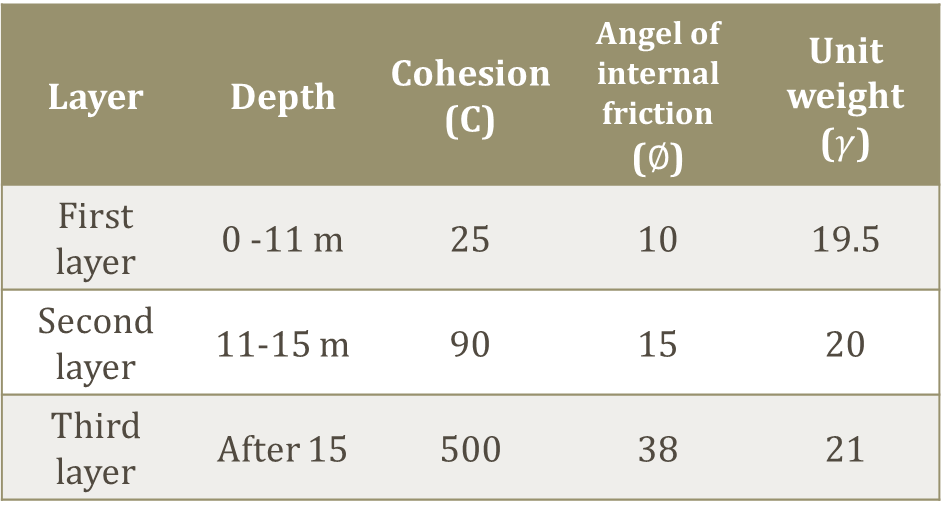 Layer Depth Cohesion (C) Angel of internal friction (∅) Unit weight (γ)
First layer 0 -11 m 25 10 19.5
Second layer 11-15 m 90 15 20
Third layer After 15 500 38 21